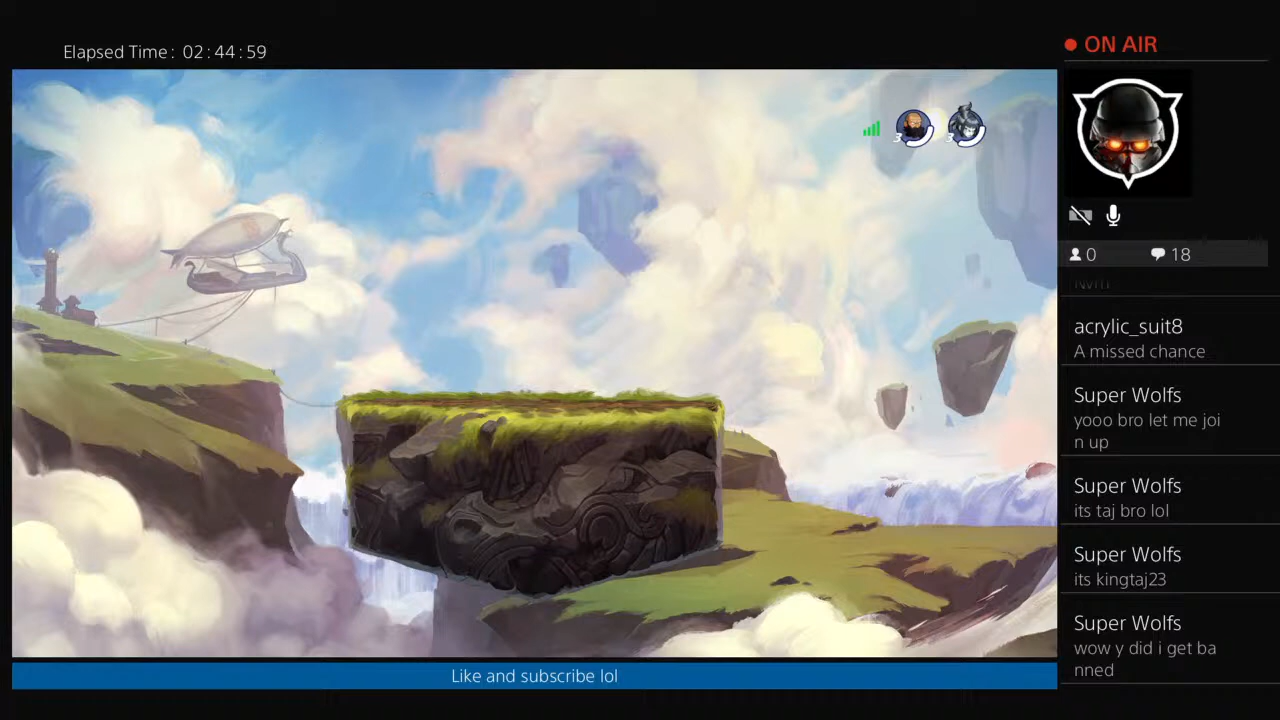 Elapsed Time: 02:44:59
ON AIR
3
3
0
18
acrylic_suit8
A missed chance
Super Wolfs
yooo bro let me joi
n up
Super Wolfs
its taj bro lol
Super Wolfs
its kingtaj23
Super Wolfs
wow y did i get ba
nned
Like and subscribe lol